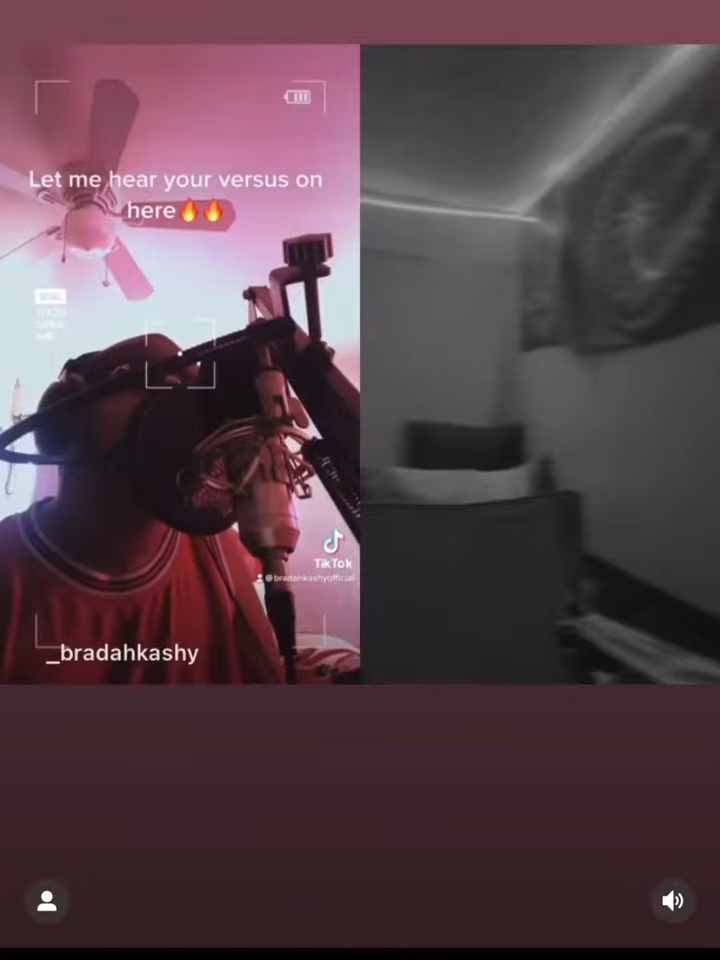 Let me hear your versus on
here🔥🔥
TikTok
@bradahkashyofficial
_bradahkashy